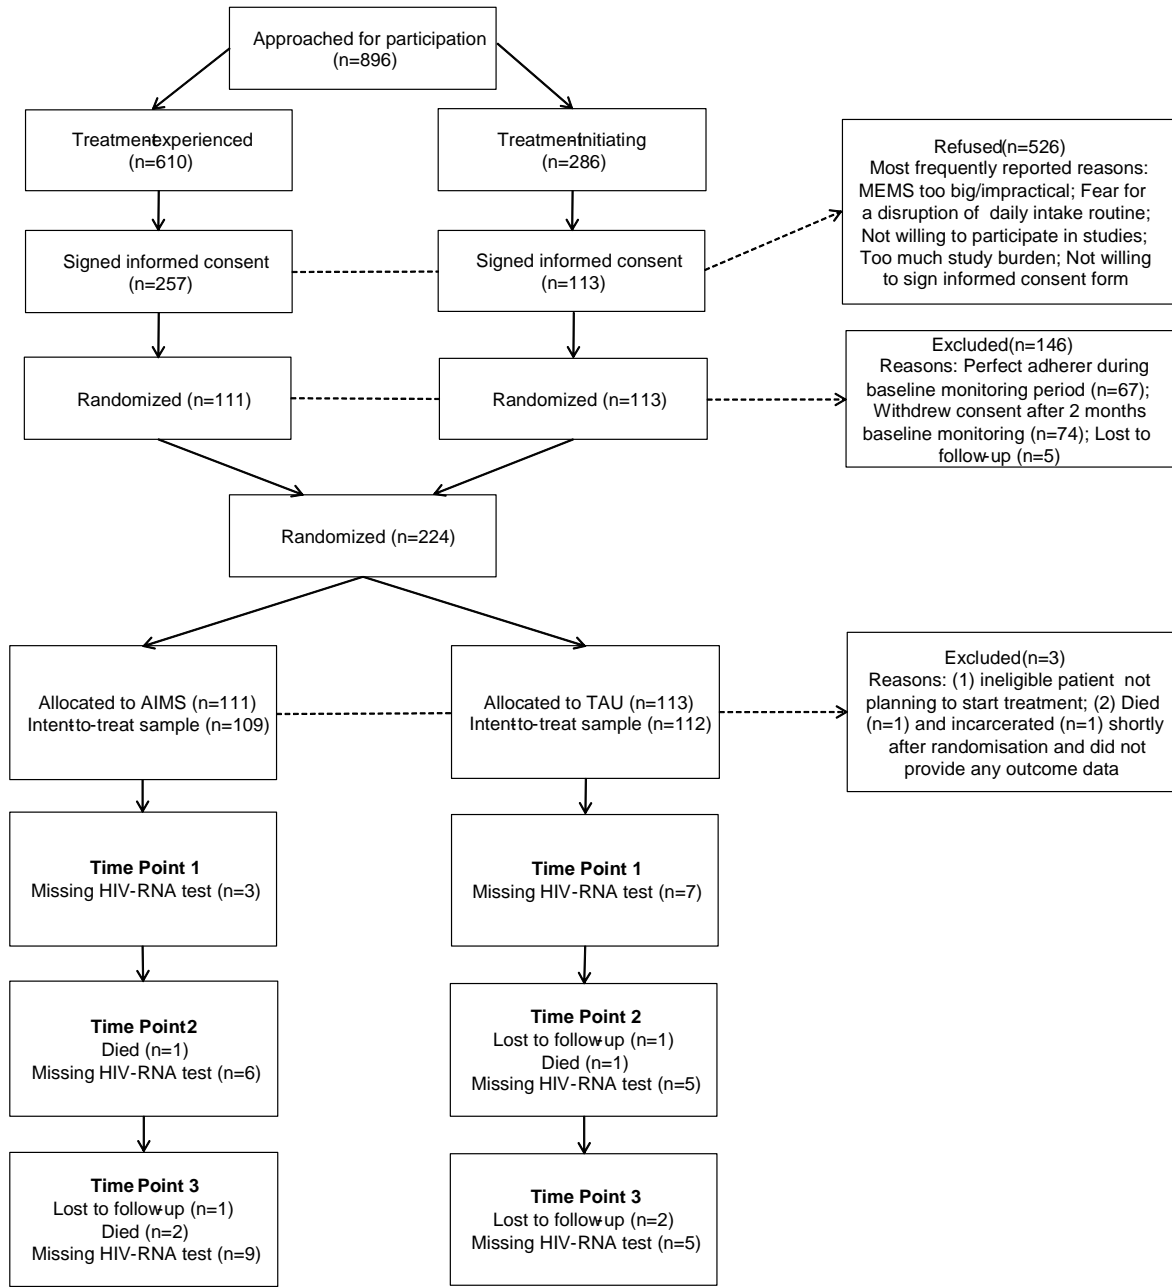 Approached for participation
(n=896)
Treatment-experienced
(n=610)
Treatment-initiating
(n=286)
Refused(n=526)
Most frequently reported reasons:
MEMS too big/impractical; Fear for
a disruption of daily intake routine;
Not willing to participate in studies;
Too much study burden; Not willing
to sign informed consent form
Signed informed consent
(n=257)
Signed informed consent
(n=113)
Excluded(n=146)
Reasons: Perfect adherer during
baseline monitoring period (n=67);
Withdrew consent after 2 months
baseline monitoring (n=74); Lost to
follow-up (n=5)
Randomized (n=111)
Randomized (n=113)
Randomized (n=224)
Allocated to AIMS (n=111)
Intent-to-treat sample (n=109)
Allocated to TAU (n=113)
Intent-to-treat sample (n=112)
Excluded(n=3)
Reasons: (1) ineligible patient not
planning to start treatment; (2) Died
(n=1) and incarcerated (n=1) shortly
after randomisation and did not
provide any outcome data
Time Point 1
Missing HIV-RNA test (n=3)
Time Point 1
Missing HIV-RNA test (n=7)
Time Point2
Died (n=1)
Missing HIV-RNA test (n=6)
Time Point 2
Lost to follow-up (n=1)
Died (n=1)
Missing HIV-RNA test (n=5)
Time Point 3
Lost to follow-up (n=1)
Died (n=2)
Missing HIV-RNA test (n=9)
Time Point 3
Lost to follow-up (n=2)
Missing HIV-RNA test (n=5)